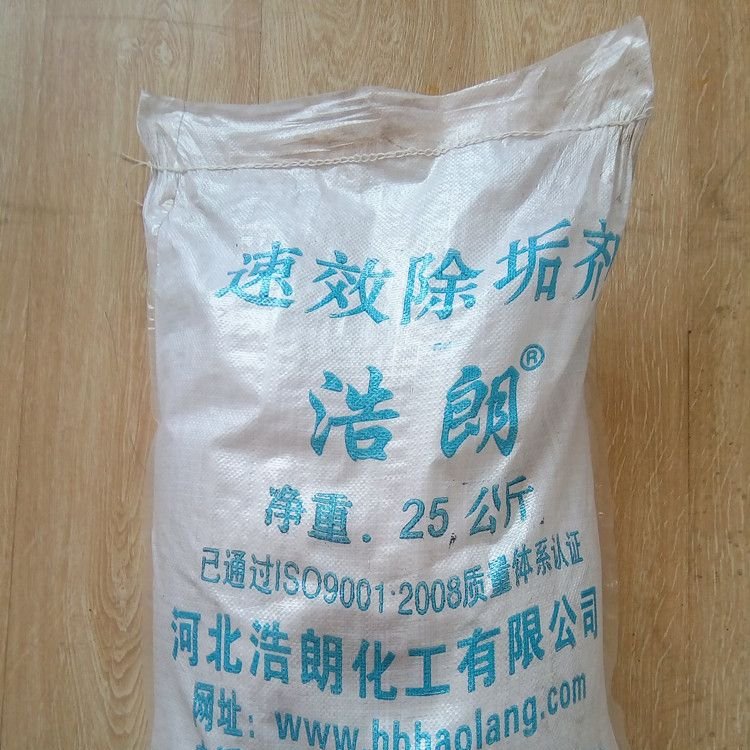 速效除垢剂
浩朗®
净重.25公斤
已通过ISO9001:2008质量体系认证
河北浩朗化工有限公司
网址:www.hbhaolang.com